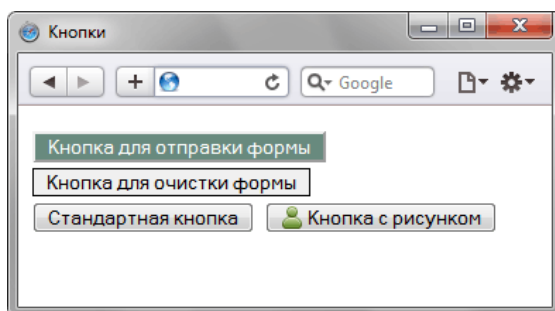 Кнопки
Google
Кнопка для отправки формы
Кнопка для очистки формы
Стандартная кнопка
Кнопка с рисунком